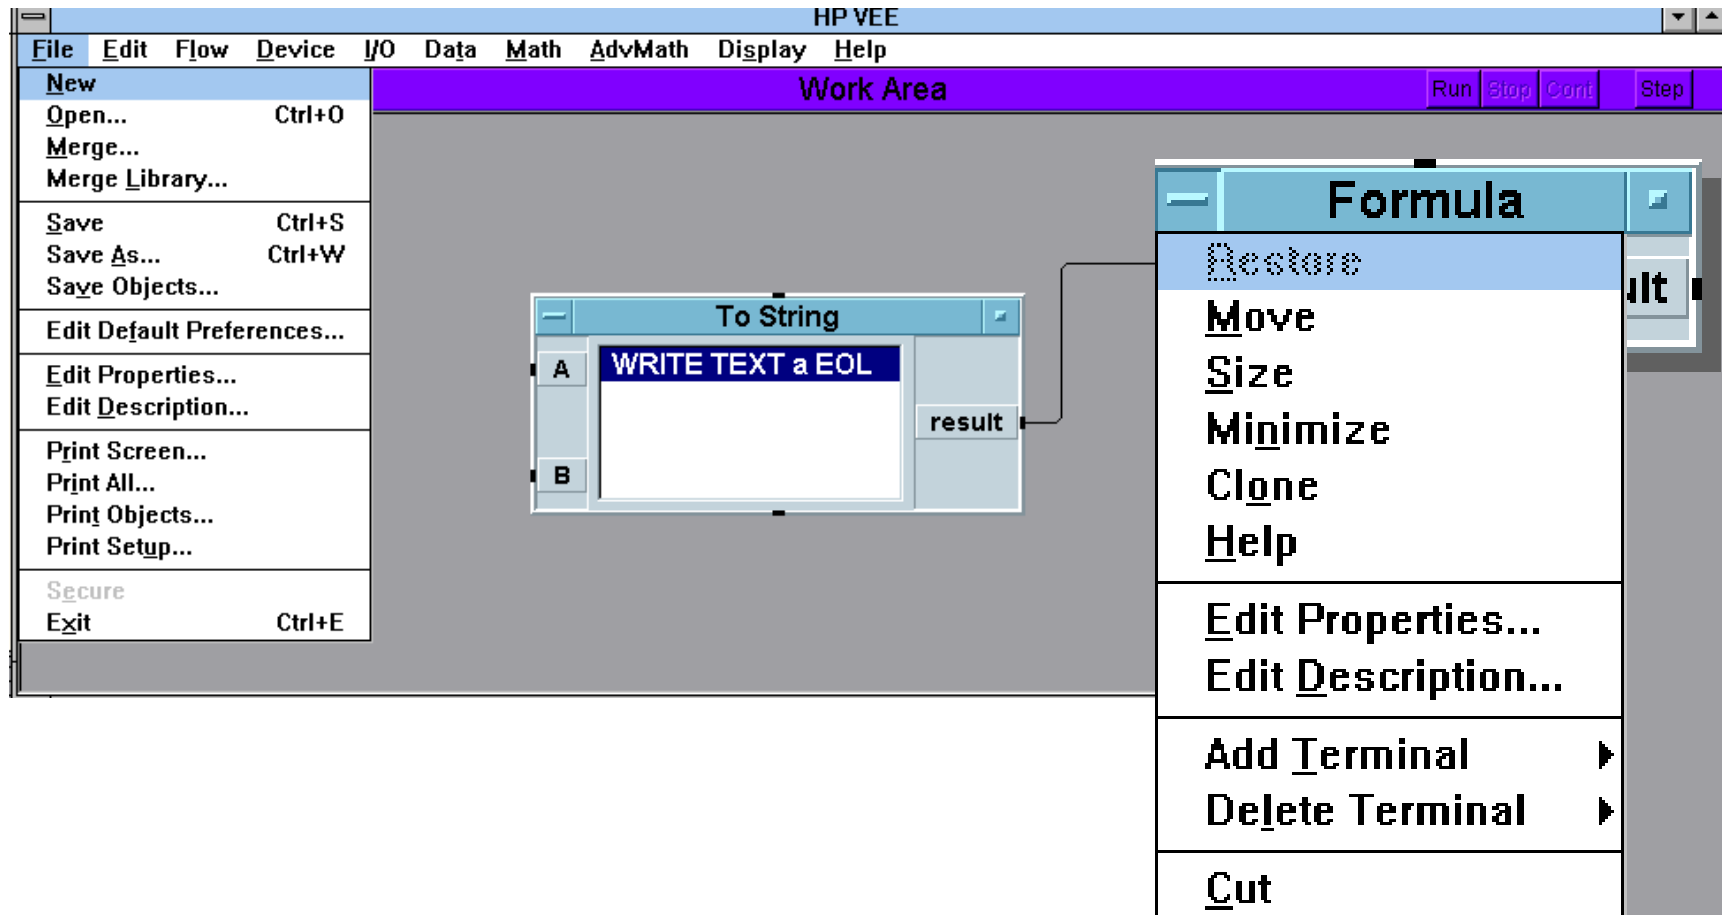 HP VEE
File Edit Flow Device I/O Data Math AdvMath Display Help
Work Area Run Stop Cont Step
New
Open... Ctrl+O
Merge...
Merge Library...
Save Ctrl+S
Save As... Ctrl+W
Save Objects...
Edit Default Preferences...
Edit Properties...
Edit Description...
Print Screen...
Print All...
Print Objects...
Print Setup...
Secure
Exit Ctrl+E
To String
A
WRITE TEXT a EOL
result
B
Formula
ult
Restore
Move
Size
Minimize
Clone
Help
Edit Properties...
Edit Description...
Add Terminal
Delete Terminal
Cut